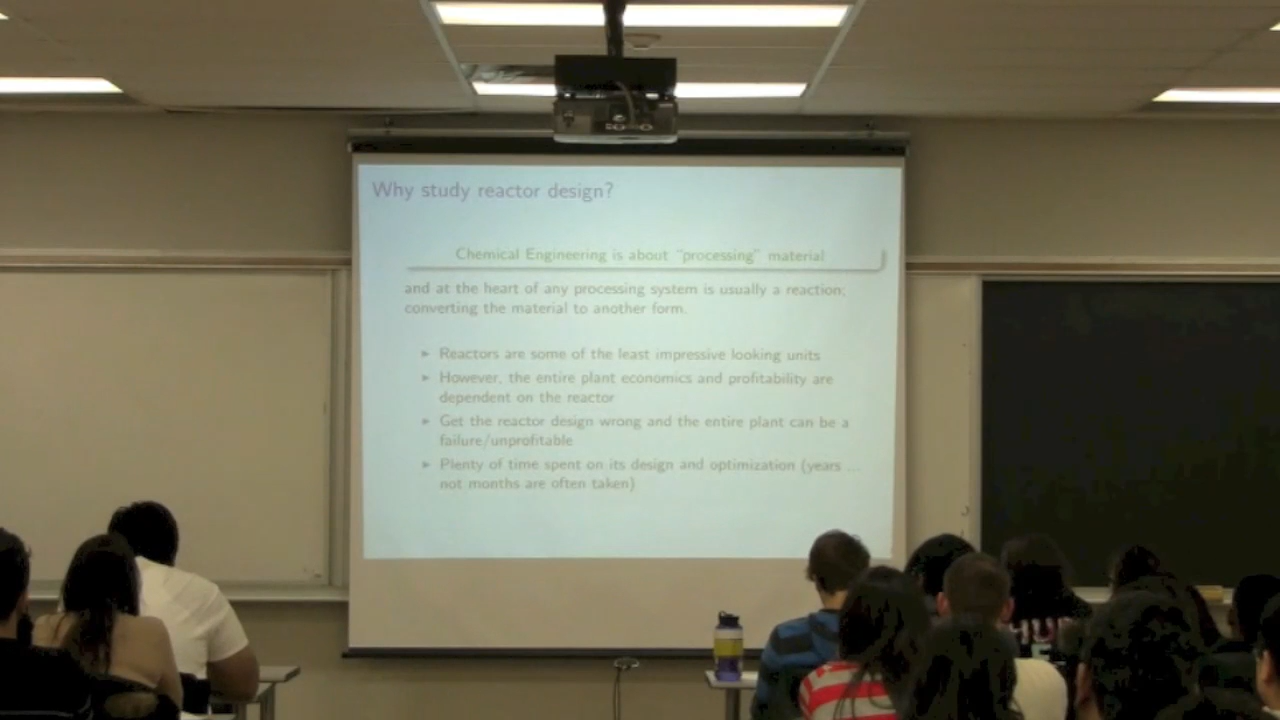 Why study reactor design?
Chemical Engineering is about "processing" material
and at the heart of any processing system is usually a reaction;
converting the material to another form.
► Reactors are some of the least impressive looking units
► However, the entire plant economics and profitability are
dependent on the reactor
► Get the reactor design wrong and the entire plant can be a
failure/unprofitable
► Plenty of time spent on its design and optimization (years ...
not months are often taken)